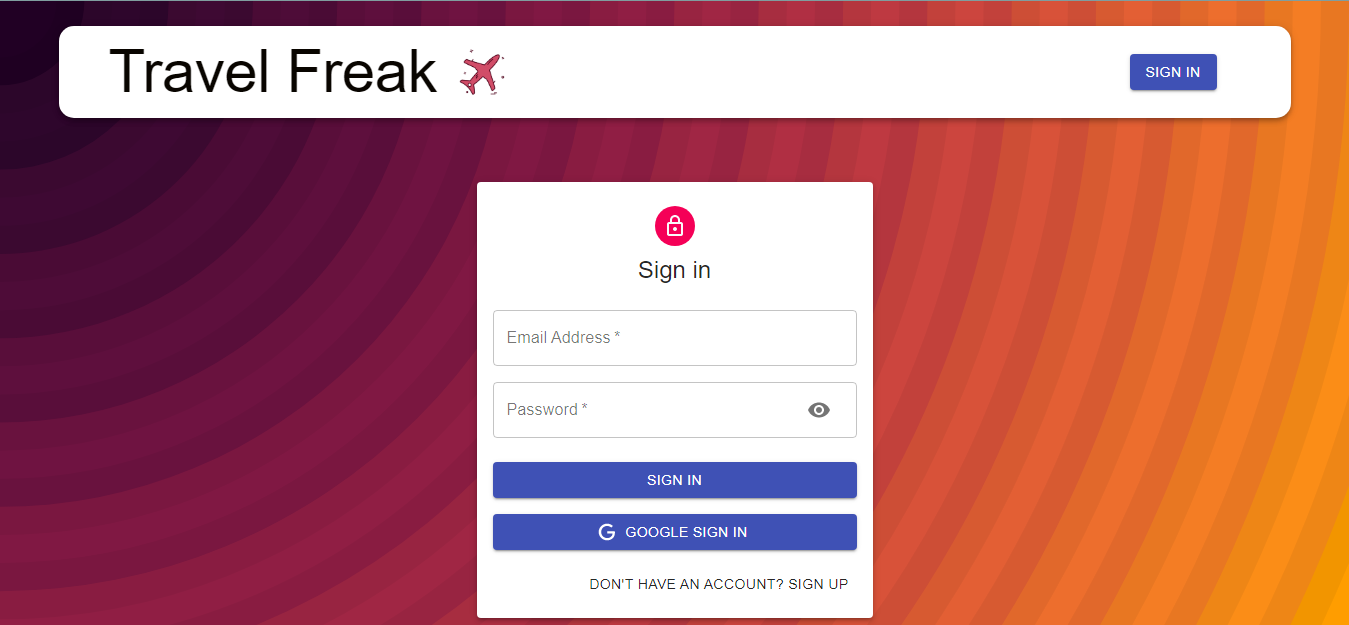 Travel Freak
SIGN IN
Sign in
Email Address *
Password *
SIGN IN
GOOGLE SIGN IN
DON'T HAVE AN ACCOUNT? SIGN UP